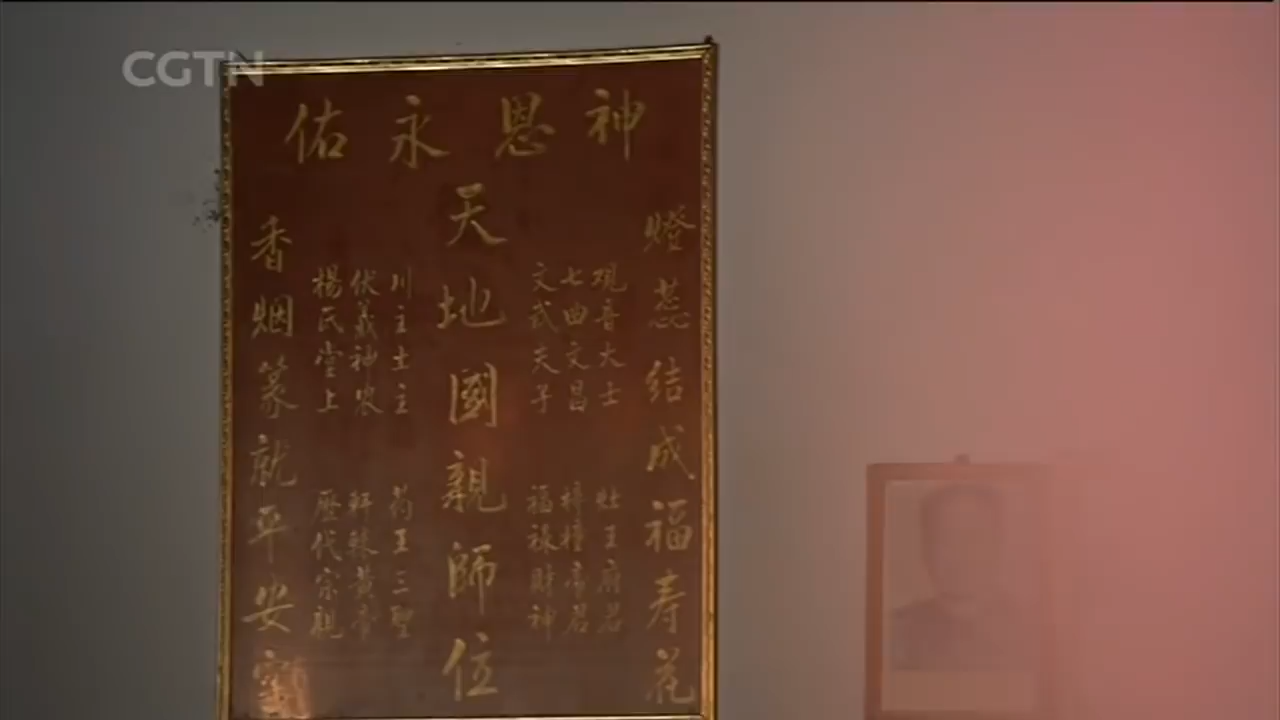 CGTN
神恩永佑
燈蕊结成福寿花
观音大士
灶王府君
七曲文昌
梓橦帝君
文武夫子
福禄财神
天地國親師位
川主土主
药王三聖
伏羲神农
轩辕黄帝
楊氏堂上
歷代宗親
香烟篆就平安